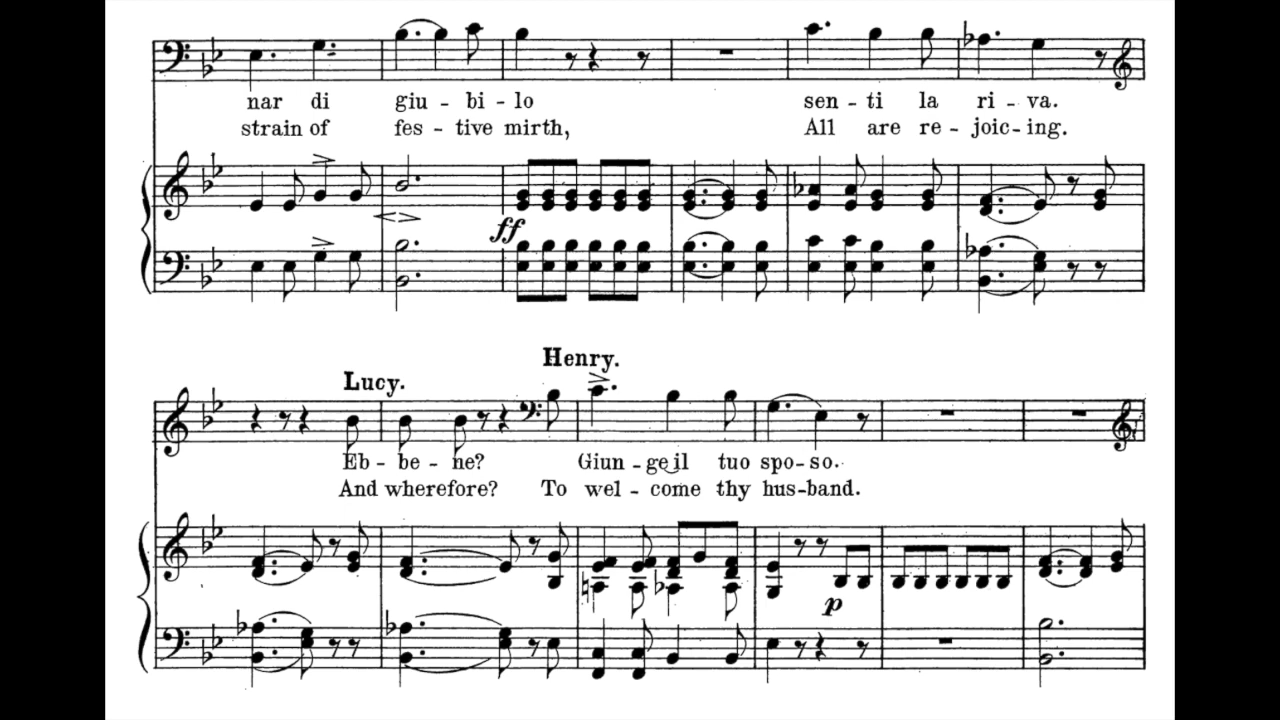 nar di giu - bi - lo sen - ti la ri - va.
strain of fes - tive mirth, All are re - joic - ing.
ff
Henry.
Lucy.
Eb - be - ne? Giun - ge il tuo spo - so.
And wherefore? To wel - come thy hus - band.
p